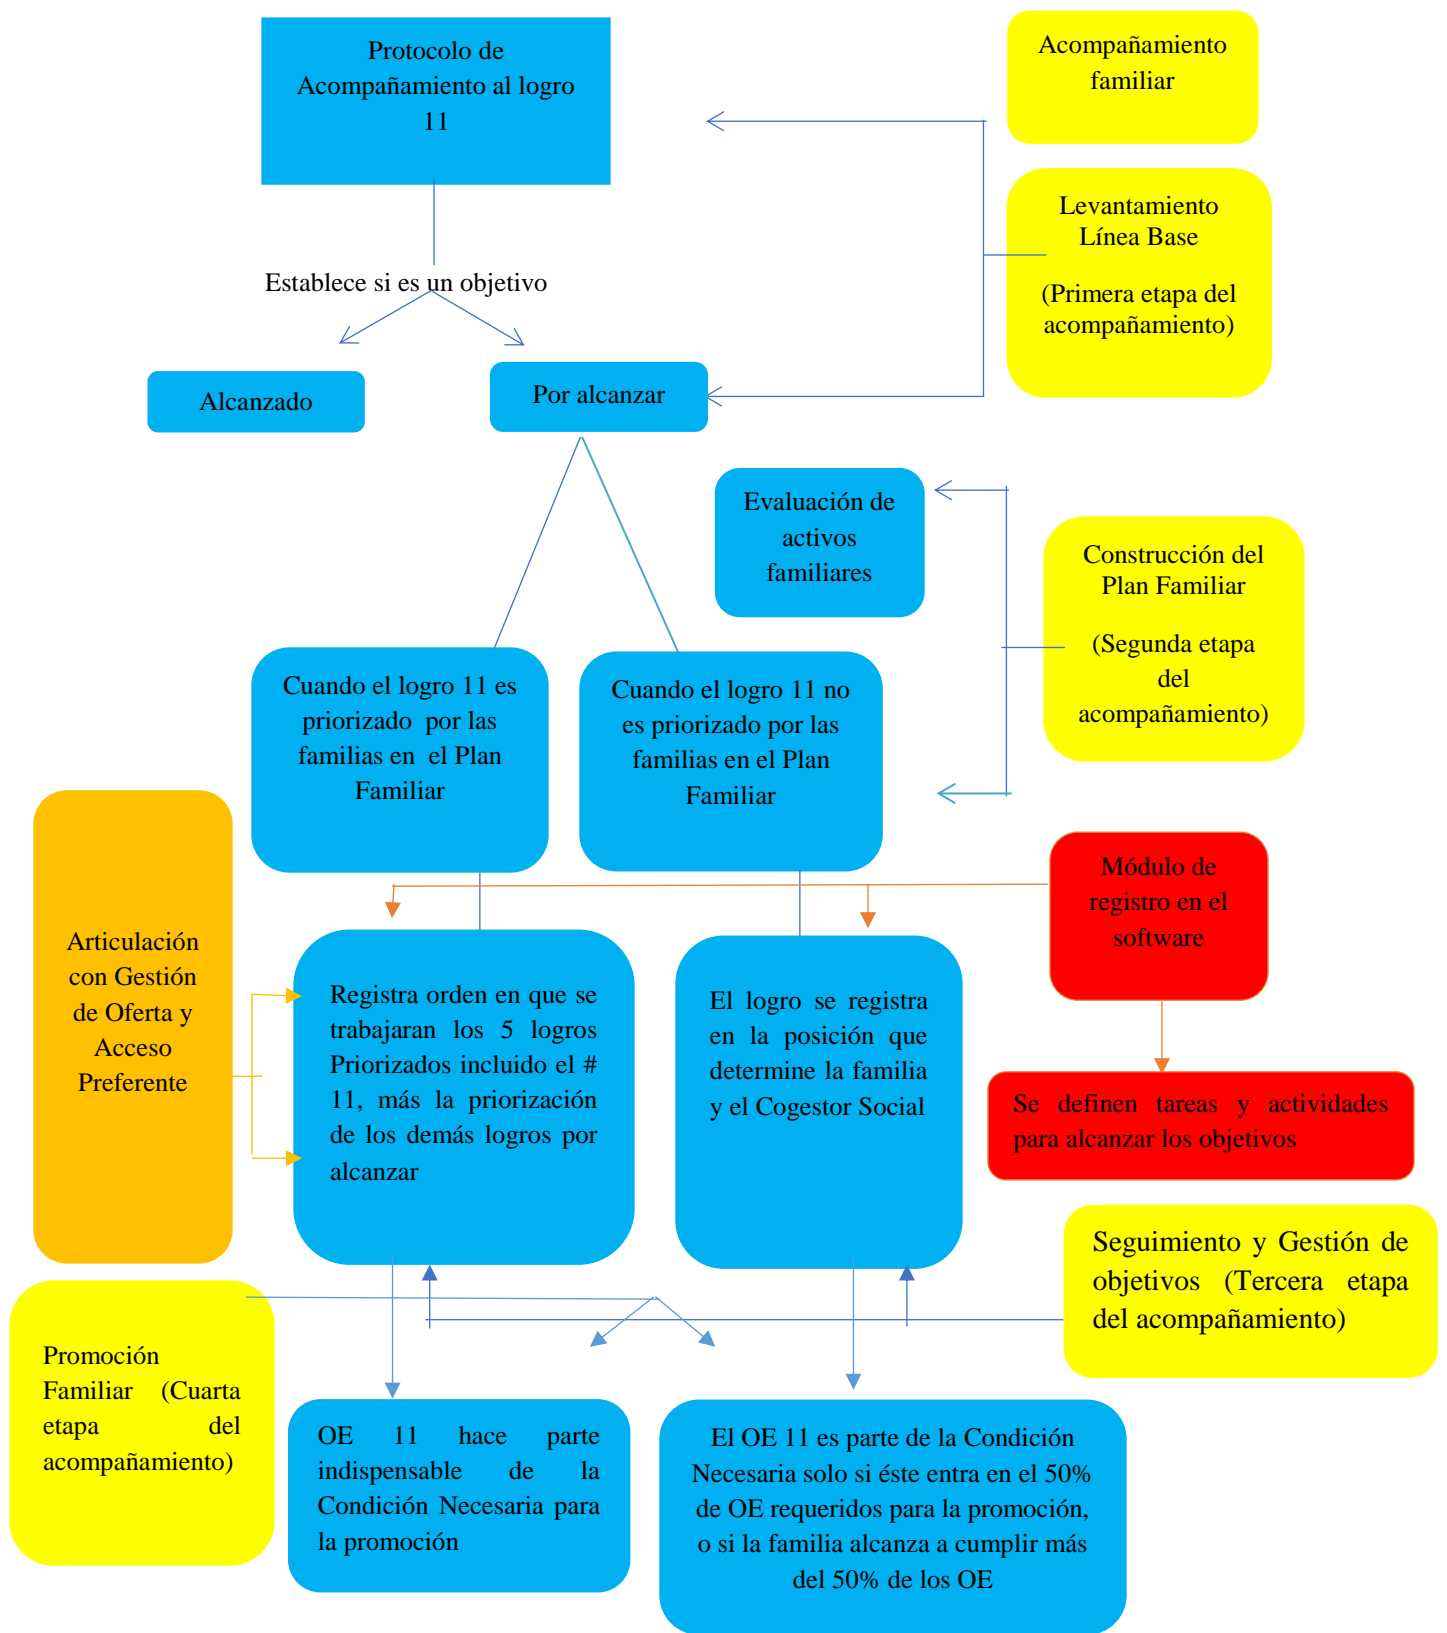 Protocolo de
Acompañamiento al logro
11
Acompañamiento
familiar
Levantamiento
Línea Base
(Primera etapa del
acompañamiento)
Establece si es un objetivo
Alcanzado
Por alcanzar
Evaluación de
activos
familiares
Construcción del
Plan Familiar
(Segunda etapa
del
acompañamiento)
Cuando el logro 11 es
priorizado por las
familias en el Plan
Familiar
Cuando el logro 11 no
es priorizado por las
familias en el Plan
Familiar
Módulo de
registro en el
software
Articulación
con Gestión
de Oferta y
Acceso
Preferente
Registra orden en que se
trabajaran los 5 logros
Priorizados incluido el #
11, más la priorización
de los demás logros por
alcanzar
El logro se registra
en la posición que
determine la familia
y el Cogestor Social
Se definen tareas y actividades
para alcanzar los objetivos
Seguimiento y Gestión de
objetivos (Tercera etapa
del acompañamiento)
Promoción
Familiar (Cuarta
etapa del
acompañamiento)
OE 11 hace parte
indispensable de la
Condición Necesaria para
la promoción
El OE 11 es parte de la Condición
Necesaria solo si éste entra en el 50%
de OE requeridos para la promoción,
o si la familia alcanza a cumplir más
del 50% de los OE